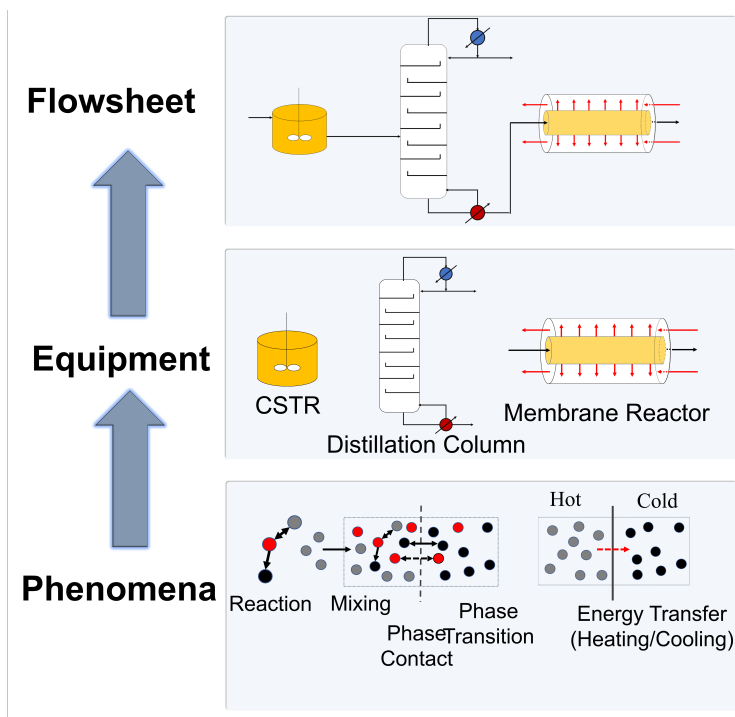 Flowsheet
Equipment
CSTR
Distillation Column
Membrane Reactor
Phenomena
Reaction
Mixing
Phase
Contact
Phase
Transition
Hot
Cold
Energy Transfer
(Heating/Cooling)